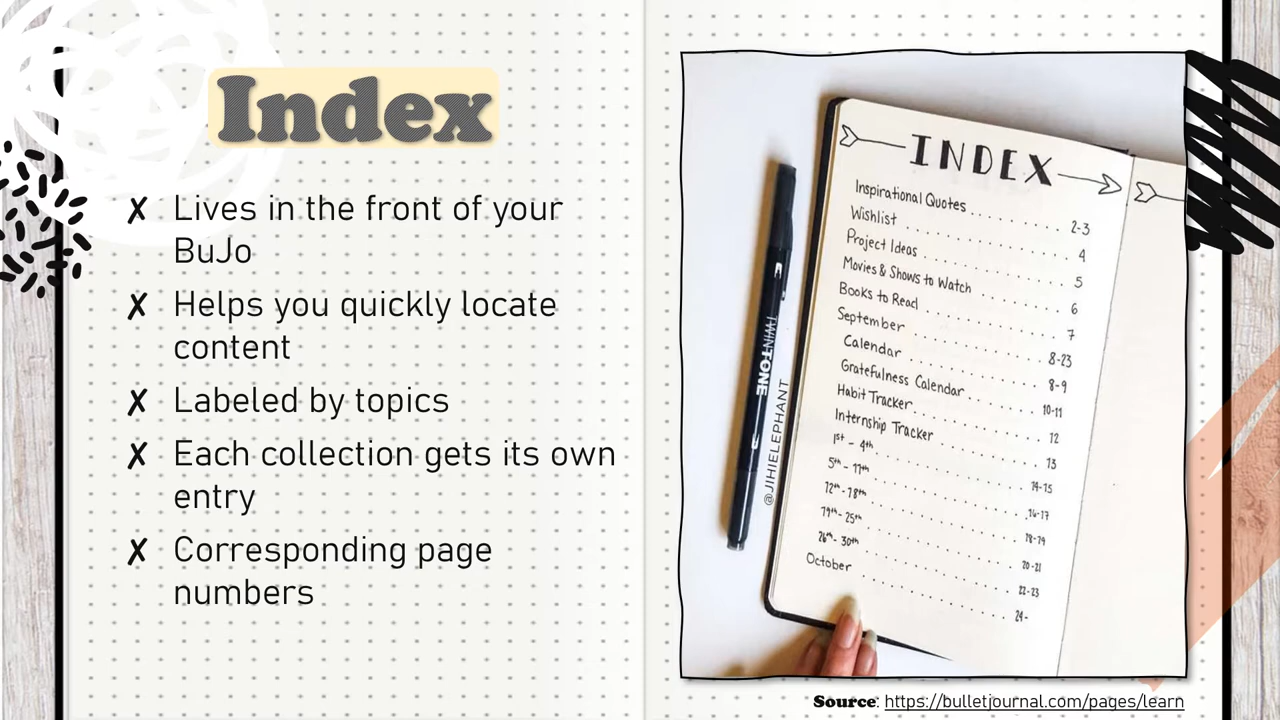 Index
✗ Lives in the front of your
BuJo
✗ Helps you quickly locate
content
✗ Labeled by topics
✗ Each collection gets its own
entry
✗ Corresponding page
numbers
INDEX
Inspirational Quotes . . . . . . . . . . 2-3
Wishlist . . . . . . . . . . 4
Project Ideas . . . . . . . . . . 5
Movies & Shows to Watch . . . . . . . . . . 6
Books to Read . . . . . . . . . . 7
September . . . . . . . . . . 8-23
Calendar . . . . . . . . . . 8-9
Gratefulness Calendar . . . . . . . . . . 10-11
Habit Tracker . . . . . . . . . . 12
Internship Tracker . . . . . . . . . . 13
1st - 4th . . . . . . . . . . 14-15
5th - 11th . . . . . . . . . . 16-17
12th - 18th . . . . . . . . . . 18-19
19th - 25th . . . . . . . . . . 20-21
26th - 30th . . . . . . . . . . 22-23
October . . . . . . . . . . 24-
TWINTONE
@JIHIELEPHANT
Source: https://bulletjournal.com/pages/learn